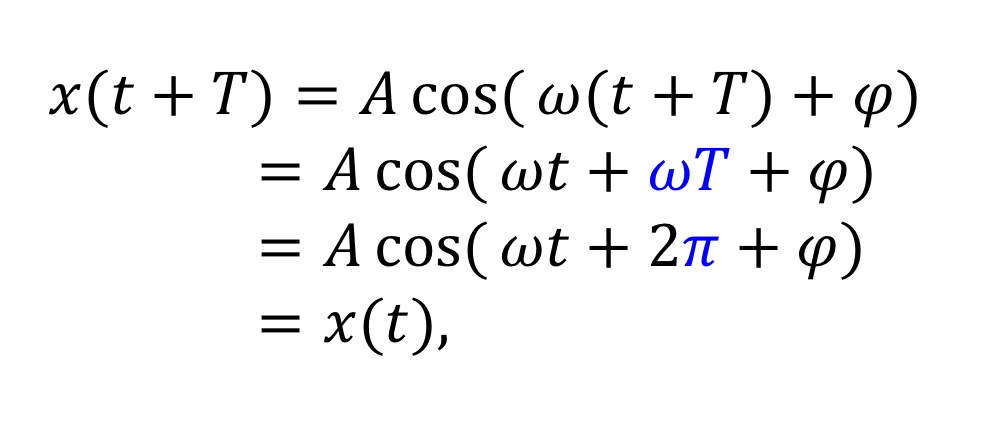 x(t + T) = A cos( ω(t + T) + φ)
= A cos( ωt + ωT + φ)
= A cos( ωt + 2π + φ)
= x(t),